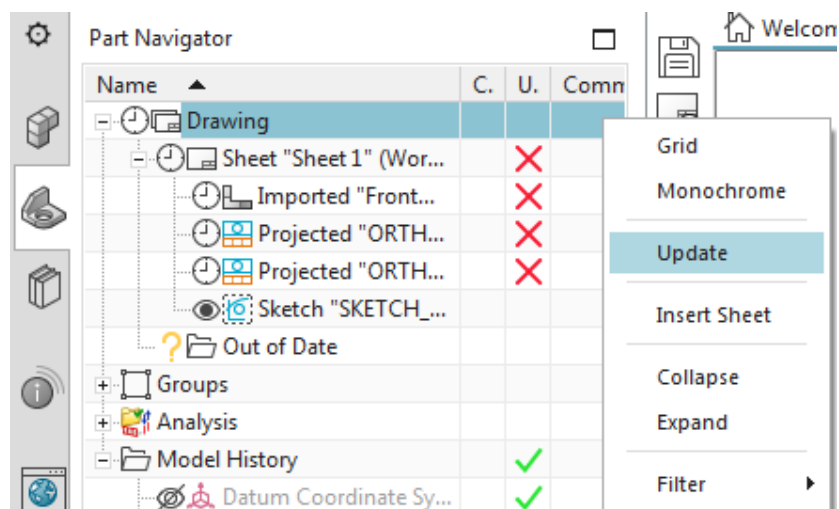 Part Navigator
Welcom
Name C. U. Comm
Drawing
Sheet "Sheet 1" (Wor...
Imported "Front...
Projected "ORTH...
Projected "ORTH...
Sketch "SKETCH_...
Out of Date
Groups
Analysis
Model History
Datum Coordinate Sy...
Grid
Monochrome
Update
Insert Sheet
Collapse
Expand
Filter